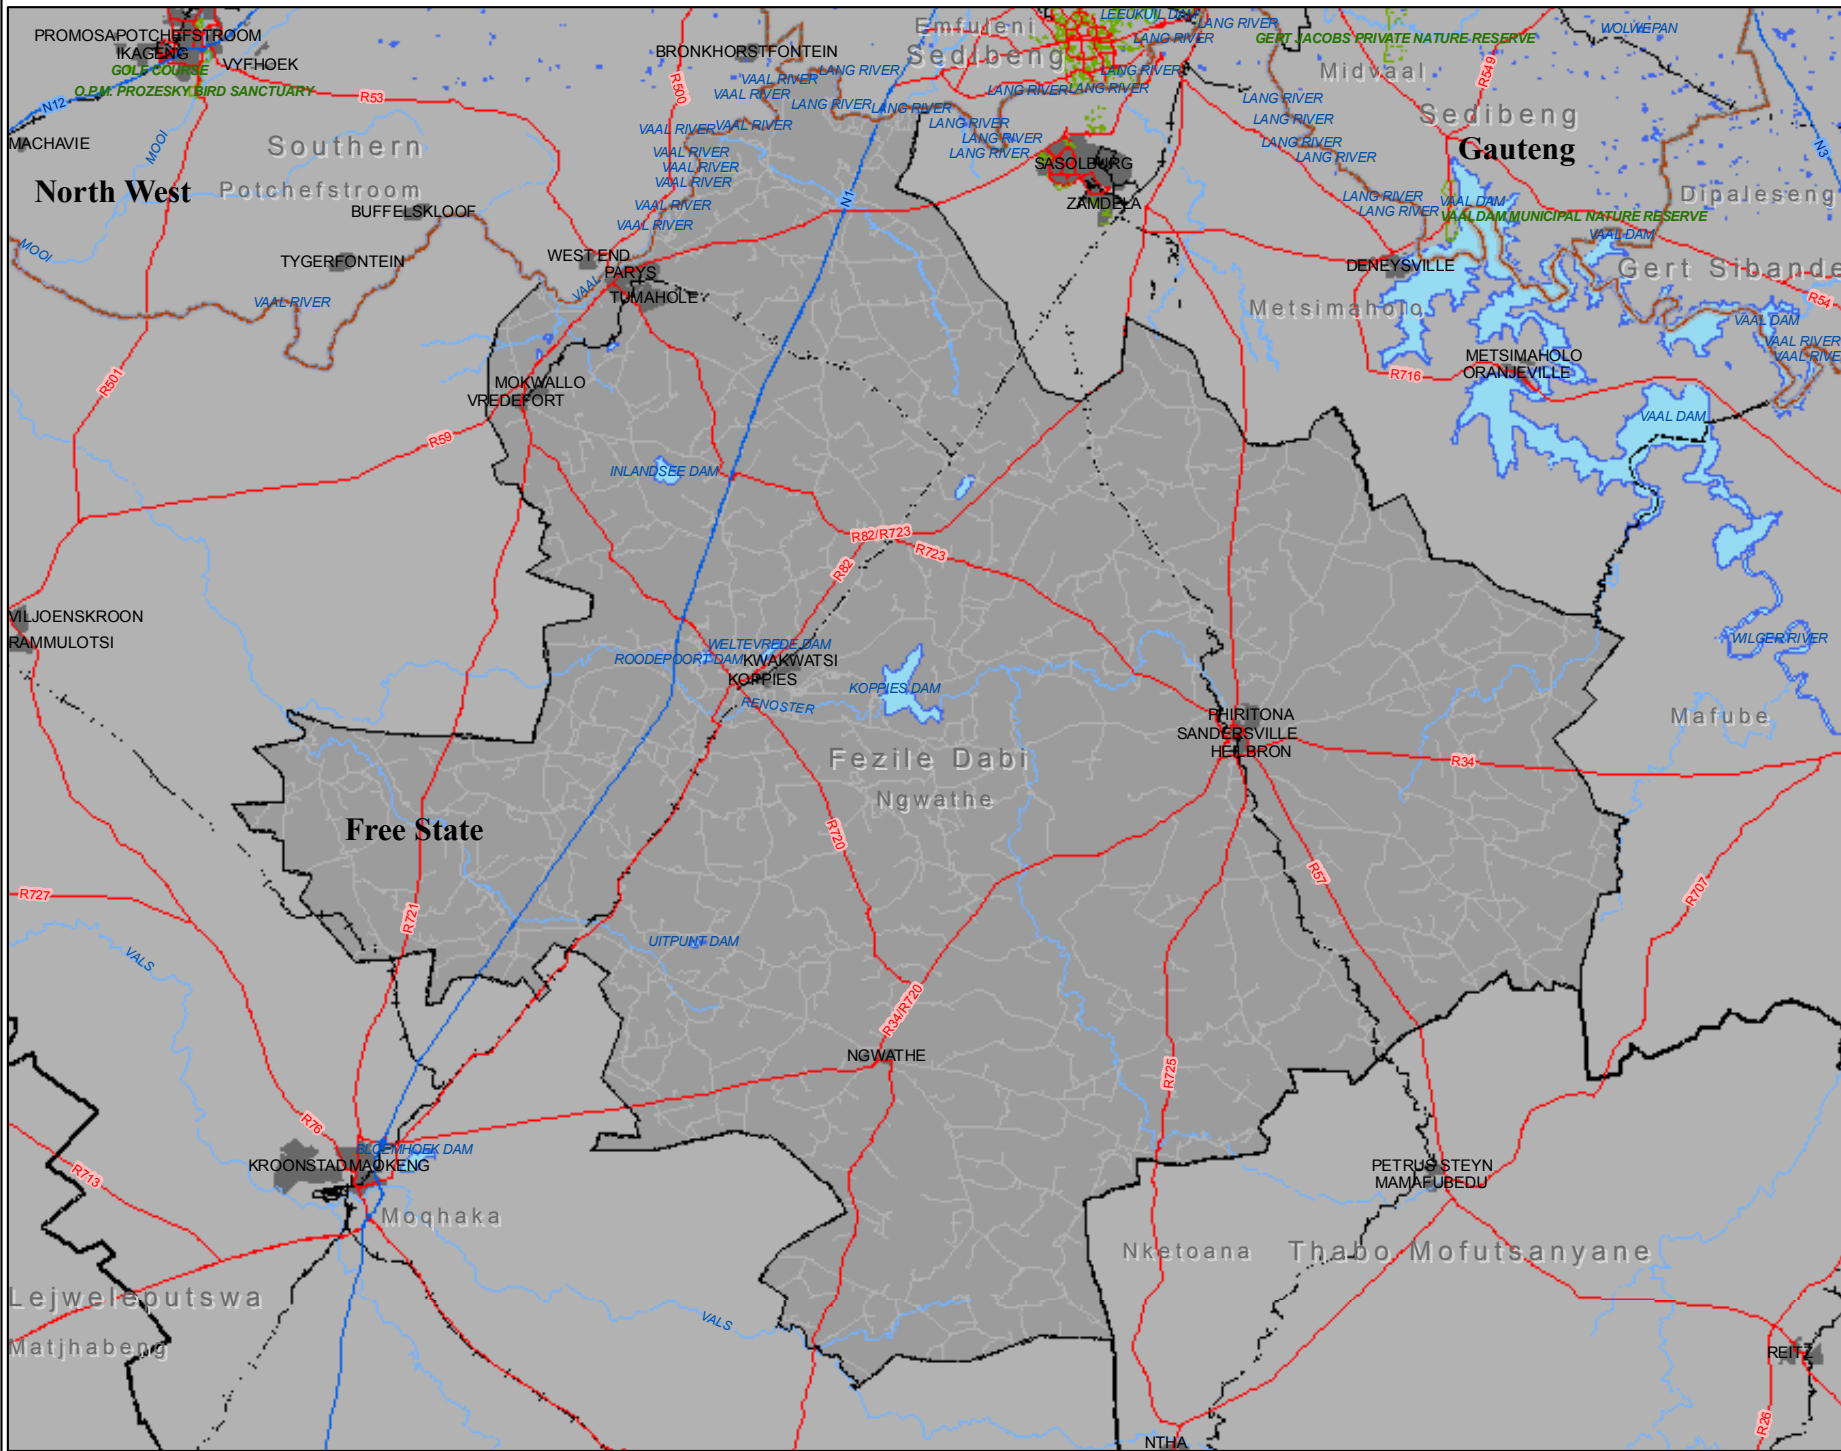 PROMOSA POTCHEFSTROOM
IKAGENG
VYFHOEK
GOLF COURSE
O.P.M. PROZESKY BIRD SANCTUARY
N12
R53
MACHAVIE
MOOI
Southern
North West
Potchefstroom
BUFFELSKLOOF
MOOI
TYGERFONTEIN
VAAL RIVER
R501
BRONKHORSTFONTEIN
R500
VAAL RIVER
VAAL RIVER
VAAL RIVER
VAAL RIVER
VAAL RIVER
VAAL RIVER
VAAL RIVER
VAAL RIVER
VAAL RIVER
LANG RIVER
LANG RIVER
LANG RIVER
Emfuleni
Sedibeng
LEEUKUIL DAM
LANG RIVER
LANG RIVER
LANG RIVER
LANG RIVER
LANG RIVER
LANG RIVER
LANG RIVER
LANG RIVER
GERT JACOBS PRIVATE NATURE RESERVE
WOLWEPAN
Midvaal
R549
LANG RIVER
LANG RIVER
LANG RIVER
LANG RIVER
Sedibeng
Gauteng
N3
SASOLBURG
ZAMDELA
N1
LANG RIVER
LANG RIVER
VAAL DAM
VAALDAM MUNICIPAL NATURE RESERVE
Dipaleseng
VAAL DAM
WEST END
PARYS
TUMAHOLE
VAAL
DENEYSVILLE
Gert Sibande
R54
Metsimaholo
VAAL DAM
VAAL RIVER
VAAL RIVE
METSIMAHOLO
ORANJEVILLE
R716
VAAL DAM
MOKWALLO
VREDEFORT
R59
INLANDSEE DAM
R82/R723
R723
R82
VILJOENSKROON
RAMMULOTSI
WELTEVREDE DAM
ROODEPOORT DAM
KWAKWATSI
KOPPIES
RENOSTER
KOPPIES DAM
WILGER RIVER
PHIRITONA
SANDERSVILLE
HEILBRON
Mafube
R34
Fezile Dabi
Ngwathe
Free State
R720
R57
R707
R727
R721
UITPUNT DAM
VALS
R34/R720
NGWATHE
R725
R76
BLOEMHOEK DAM
KROONSTAD MAOKENG
R713
Moqhaka
PETRUS STEYN
MAMAFUBEDU
Nketoana
Thabo Mofutsanyane
Lejweleputswa
Matjhabeng
VALS
REITZ
R26
NTHA